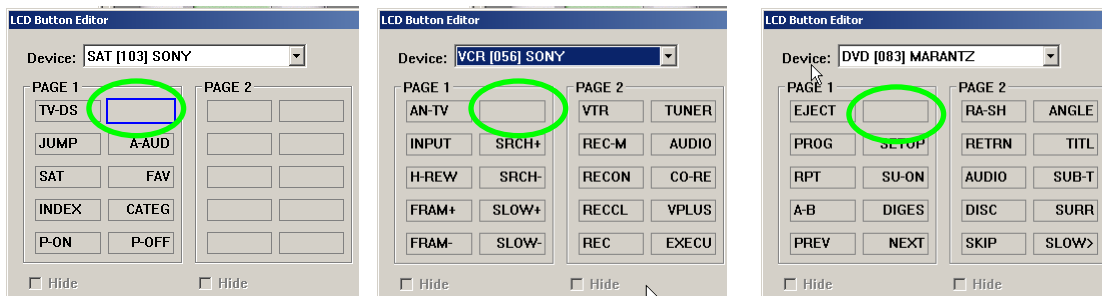 LCD Button Editor
Device: SAT [103] SONY
PAGE 1 PAGE 2
TV-DS
JUMP A-AUD
SAT FAV
INDEX CATEG
P-ON P-OFF
Hide Hide
LCD Button Editor
Device: VCR [056] SONY
PAGE 1 PAGE 2
AN-TV VTR TUNER
INPUT SRCH+ REC-M AUDIO
H-REW SRCH- RECON CO-RE
FRAM+ SLOW+ RECCL VPLUS
FRAM- SLOW- REC EXECU
Hide Hide
LCD Button Editor
Device: DVD [083] MARANTZ
PAGE 1 PAGE 2
EJECT RA-SH ANGLE
PROG SETUP RETRN TITL
RPT SU-ON AUDIO SUB-T
A-B DIGES DISC SURR
PREV NEXT SKIP SLOW>
Hide Hide